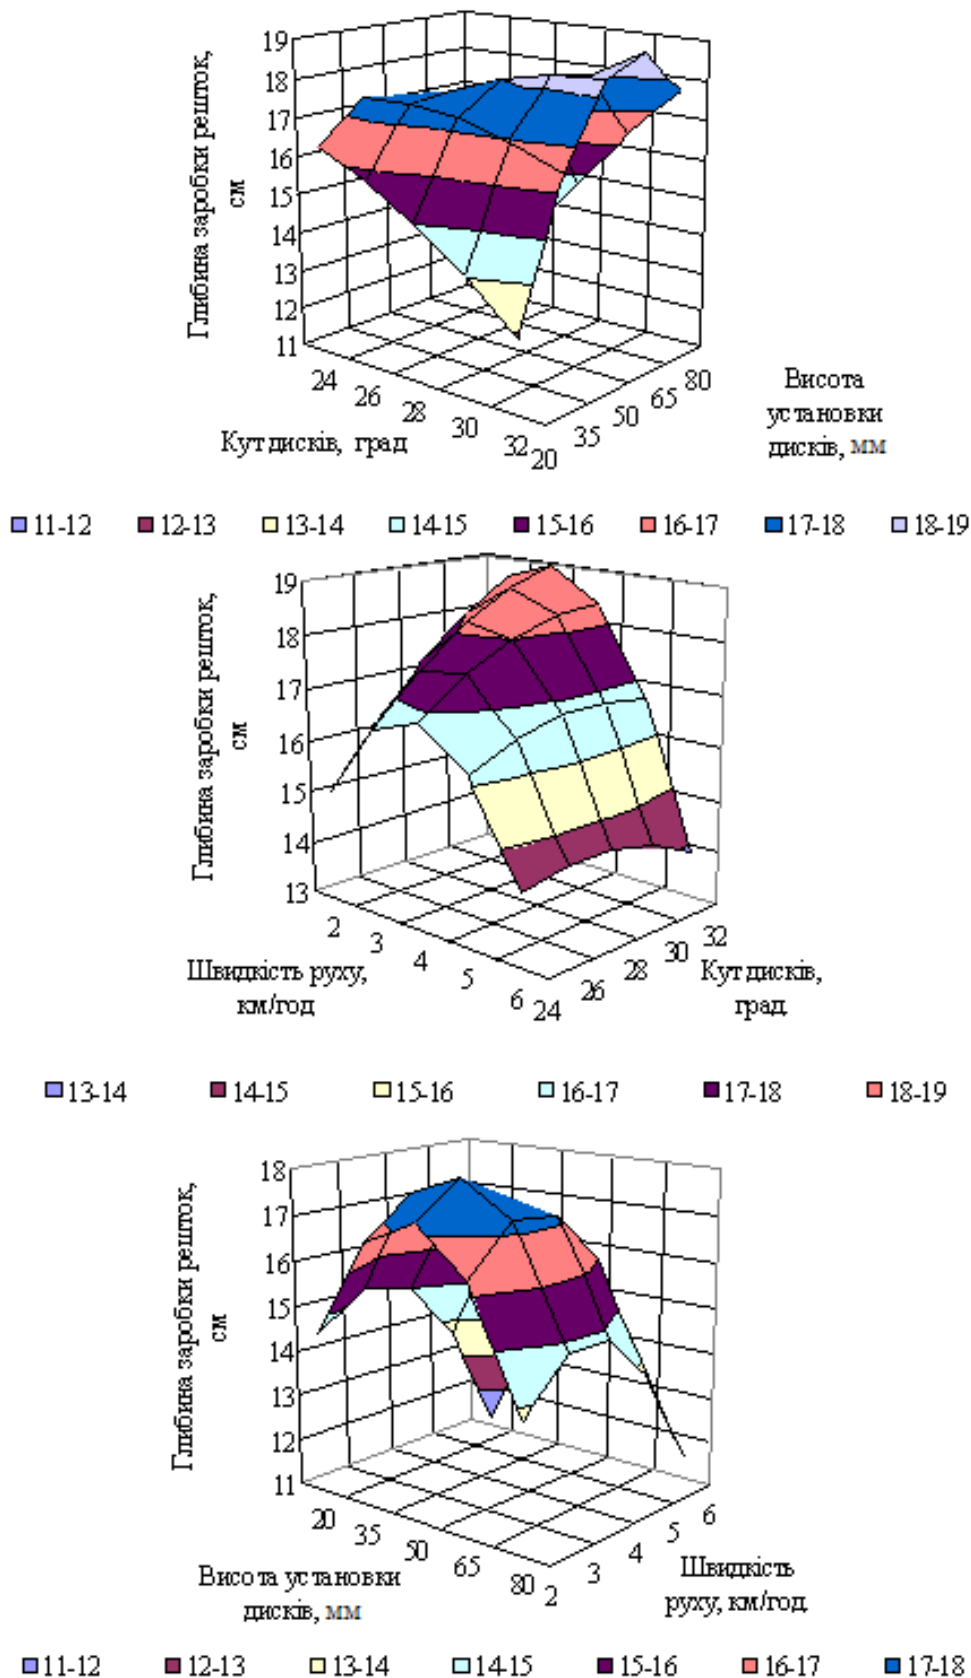 19
18
17
16
15
14
13
12
11
Глибина заробки решток,
см
24
26
28
30
32
20
35
50
65
80
Кут дисків, град
Висота
установки
дисків, мм
11-12 12-13 13-14 14-15 15-16 16-17 17-18 18-19
19
18
17
16
15
14
13
Глибина заробки решток,
см
2
3
4
5
6
24
26
28
30
32
Швидкість руху,
км/год
Кут дисків,
град.
13-14 14-15 15-16 16-17 17-18 18-19
18
17
16
15
14
13
12
11
Глибина заробки решток,
см
20
35
50
65
80
2
3
4
5
6
Висота установки
дисків, мм
Швидкість
руху, км/год.
11-12 12-13 13-14 14-15 15-16 16-17 17-18